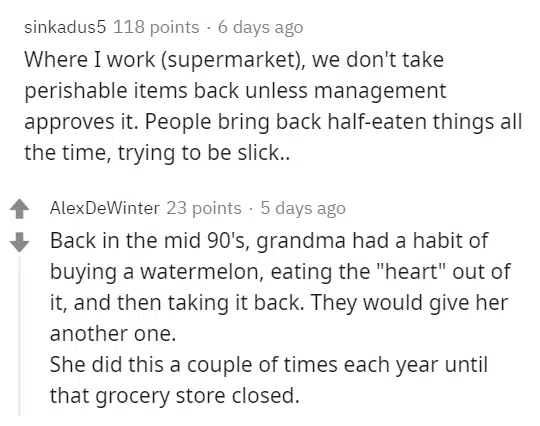 sinkadus5 118 points · 6 days ago
Where I work (supermarket), we don't take
perishable items back unless management
approves it. People bring back half-eaten things all
the time, trying to be slick..
AlexDeWinter 23 points · 5 days ago
Back in the mid 90's, grandma had a habit of
buying a watermelon, eating the "heart" out of
it, and then taking it back. They would give her
another one.
She did this a couple of times each year until
that grocery store closed.